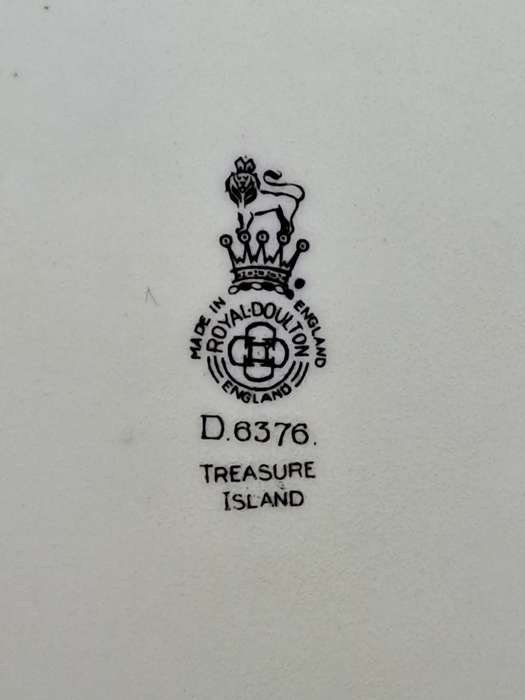 MADE IN ENGLAND
ROYAL·DOULTON
ENGLAND
D.6376.
TREASURE
ISLAND